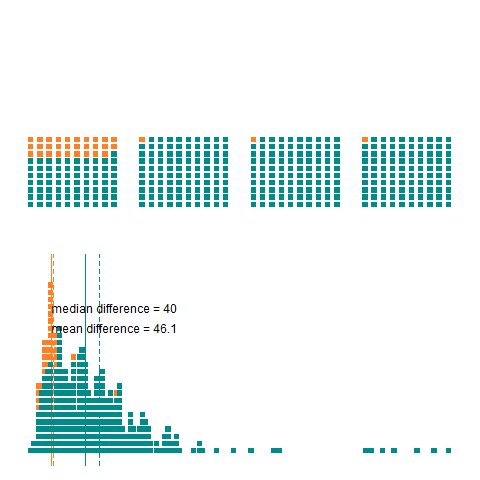 median difference = 40
mean difference = 46.1